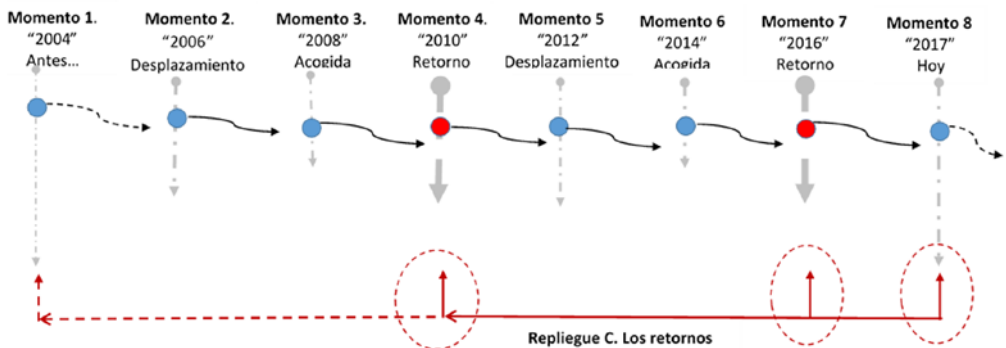 Momento 1.
"2004"
Antes...
Momento 2.
"2006"
Desplazamiento
Momento 3.
"2008"
Acogida
Momento 4.
"2010"
Retorno
Momento 5
"2012"
Desplazamiento
Momento 6
"2014"
Acogida
Momento 7
"2016"
Retorno
Momento 8
"2017"
Hoy
Repliegue C. Los retornos